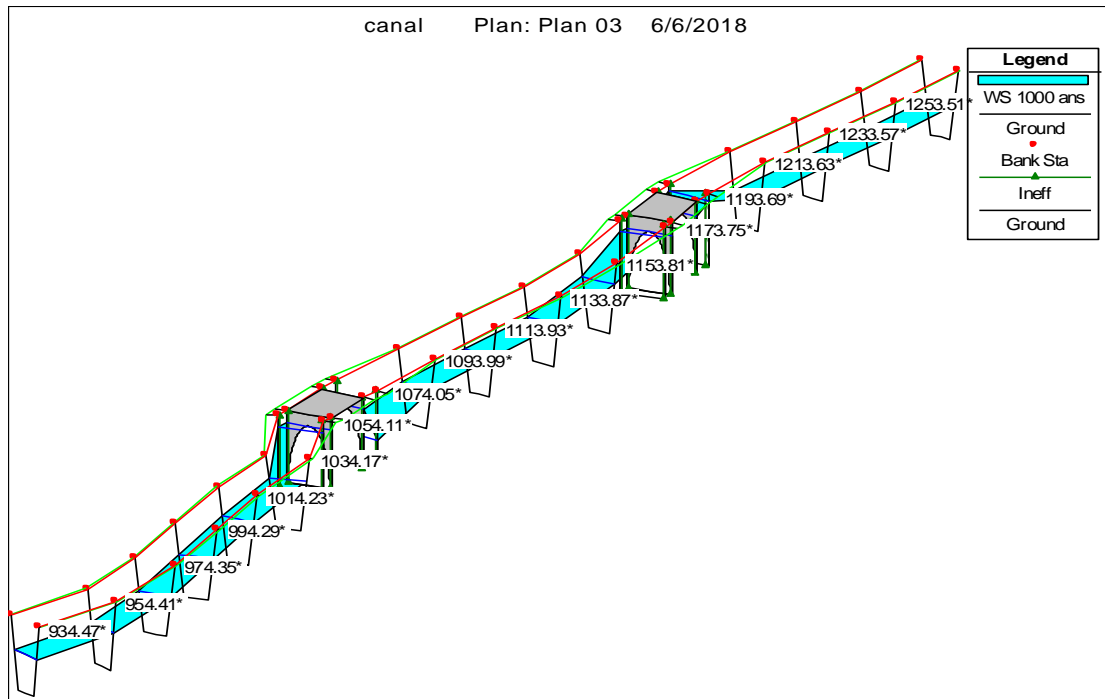 canal Plan: Plan 03 6/6/2018
Legend
WS 1000 ans
Ground
Bank Sta
Ineff
Ground
1253.51*
1233.57*
1213.63*
1193.69*
1173.75*
1153.81*
1133.87*
1113.93*
1093.99*
1074.05*
1054.11*
1034.17*
1014.23*
994.29*
974.35*
954.41*
934.47*